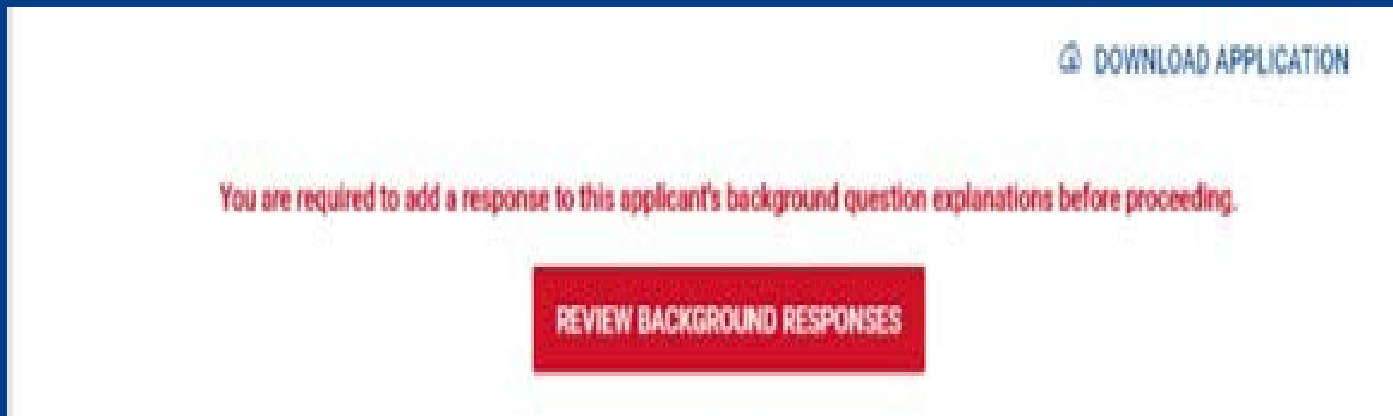 DOWNLOAD APPLICATION
You are required to add a response to this applicant's background question explanations before proceeding.
REVIEW BACKGROUND RESPONSES